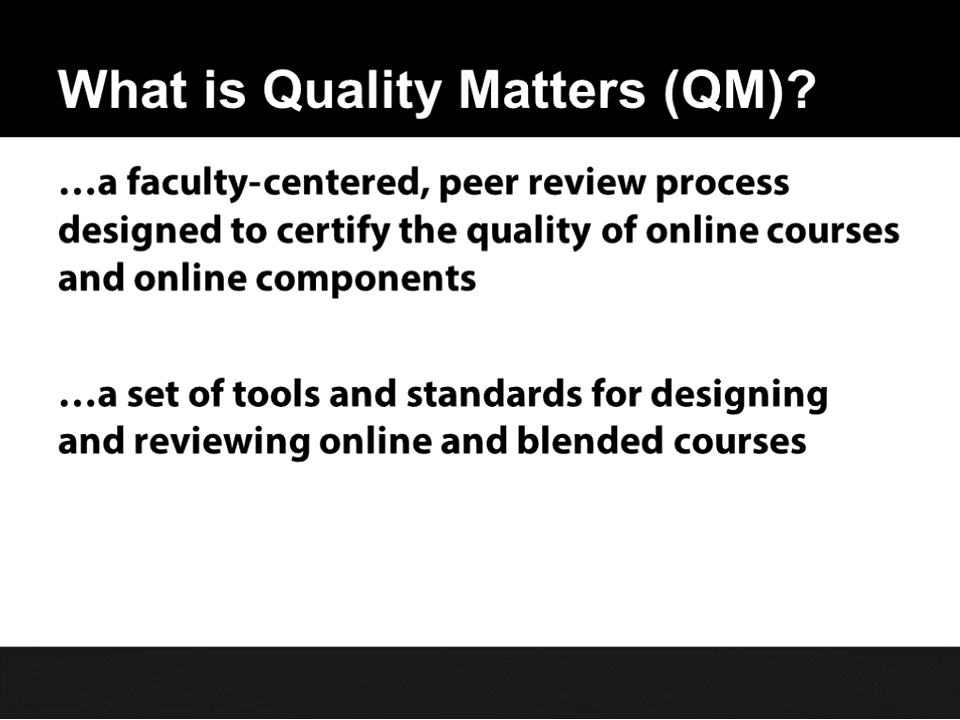 What is Quality Matters (QM)?
…a faculty-centered, peer review process
designed to certify the quality of online courses
and online components
…a set of tools and standards for designing
and reviewing online and blended courses